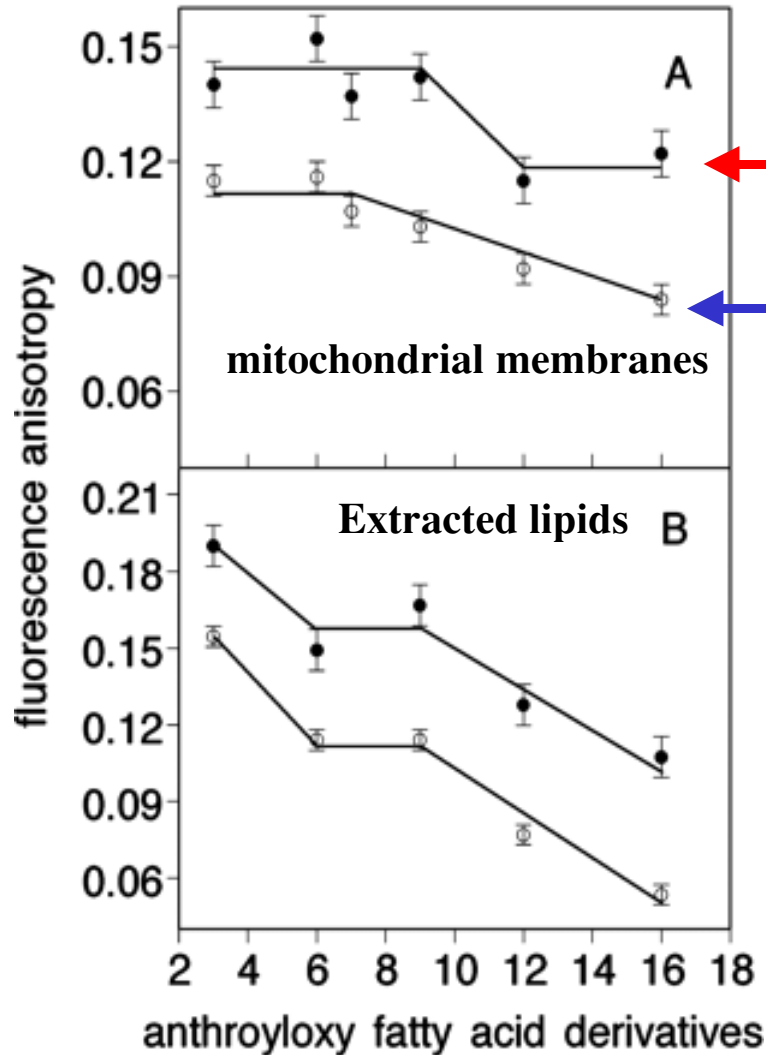 0.15
A
0.12
0.09
mitochondrial membranes
0.06
fluorescence anisotropy
0.21
Extracted lipids B
0.18
0.15
0.12
0.09
0.06
2 4 6 8 10 12 14 16 18
anthroyloxy fatty acid derivatives